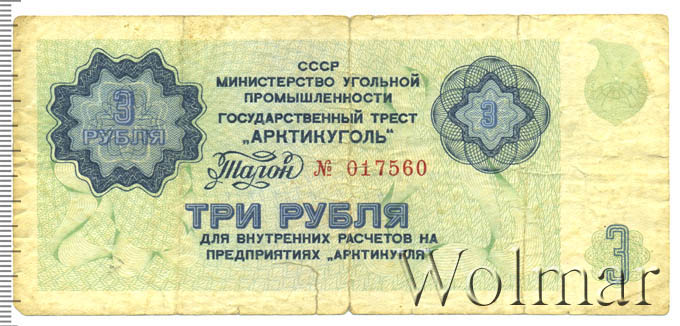 СССР
МИНИСТЕРСТВО УГОЛЬНОЙ
ПРОМЫШЛЕННОСТИ
ГОСУДАРСТВЕННЫЙ ТРЕСТ
„АРКТИКУГОЛЬ"
3
РУБЛЯ
3
Талон № 017560
ТРИ РУБЛЯ
ДЛЯ ВНУТРЕННИХ РАСЧЕТОВ НА
ПРЕДПРИЯТИЯХ „АРКТИКУГЛЯ"
3
Wolmar